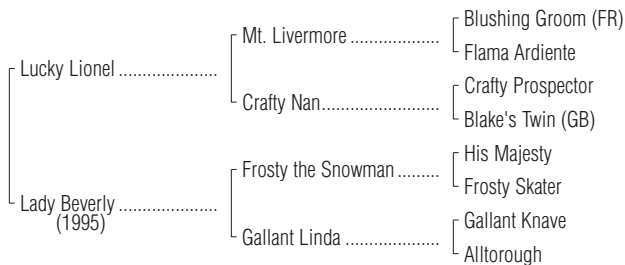 Blushing Groom (FR)
Mt. Livermore ....................
Flama Ardiente
Lucky Lionel ......................
Crafty Prospector
Crafty Nan..........................
Blake's Twin (GB)
His Majesty
Frosty the Snowman .........
Frosty Skater
Lady Beverly ......................
(1995)
Gallant Knave
Gallant Linda .....................
Alltorough